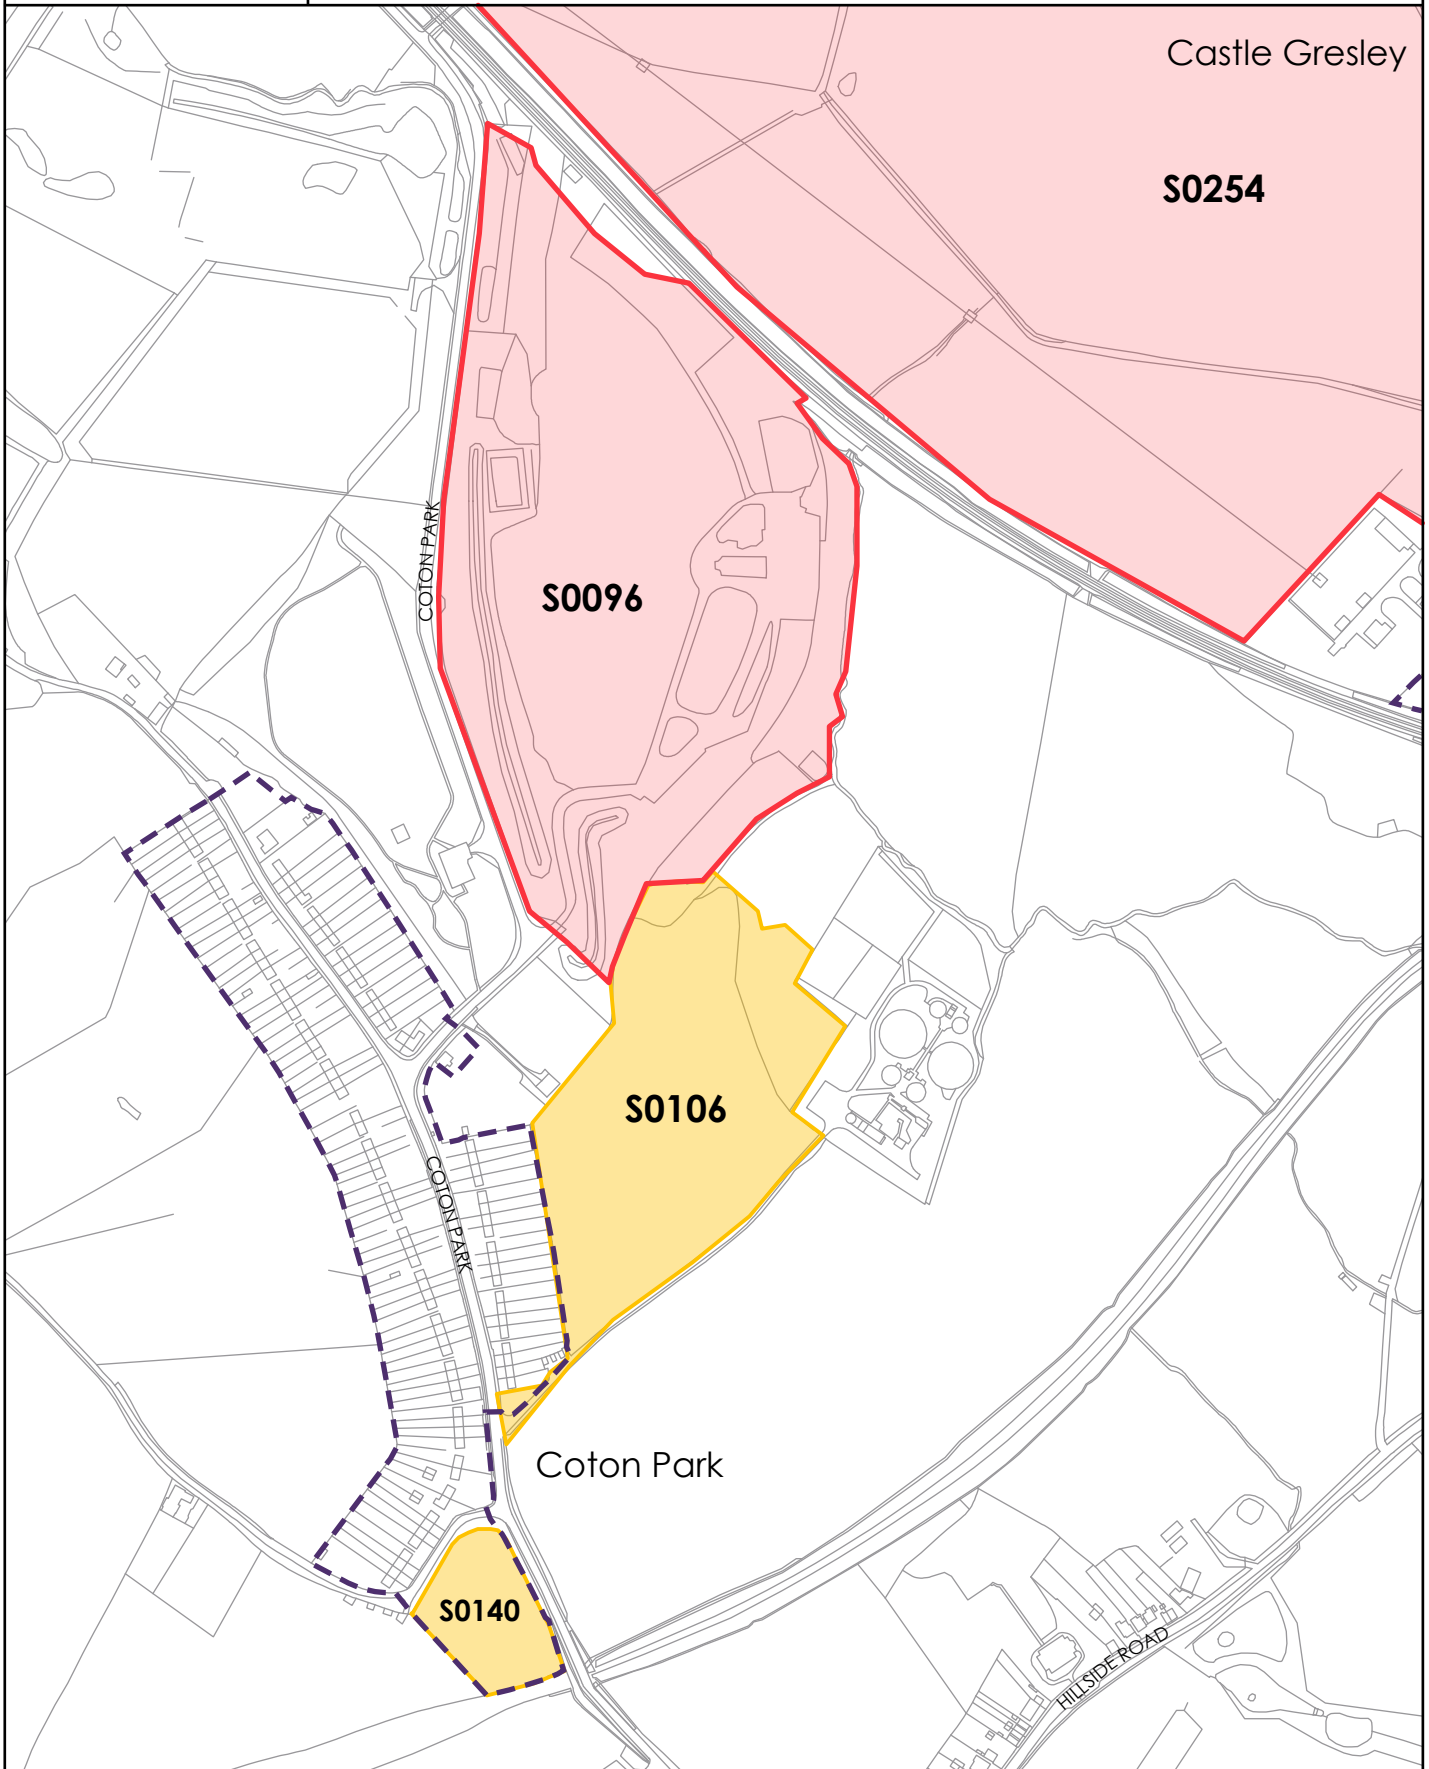 Castle Gresley
S0254
COTON PARK
S0096
S0106
COTON PARK
Coton Park
S0140
HILLSIDE ROAD